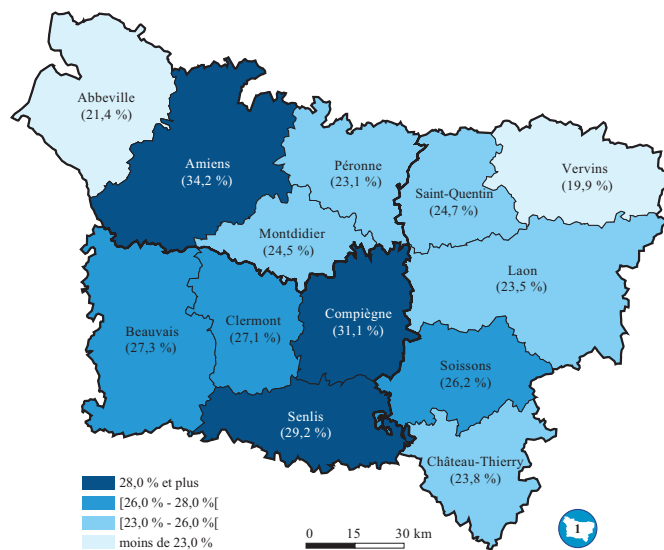 Abbeville
(21,4 %)
Amiens
(34,2 %)
Péronne
(23,1 %)
Saint-Quentin
(24,7 %)
Vervins
(19,9 %)
Montdidier
(24,5 %)
Laon
(23,5 %)
Beauvais
(27,3 %)
Clermont
(27,1 %)
Compiègne
(31,1 %)
Soissons
(26,2 %)
Senlis
(29,2 %)
Château-Thierry
(23,8 %)
28,0 % et plus
[26,0 % - 28,0 %[
[23,0 % - 26,0 %[
moins de 23,0 %
0 15 30 km
1